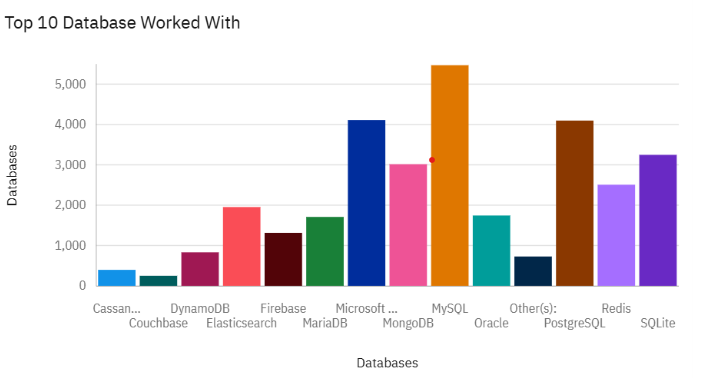 Top 10 Database Worked With
Databases
5,000
4,000
3,000
2,000
1,000
0
Cassan... DynamoDB Firebase Microsoft ... MySQL Other(s): Redis
Couchbase Elasticsearch MariaDB MongoDB Oracle PostgreSQL SQLite
Databases